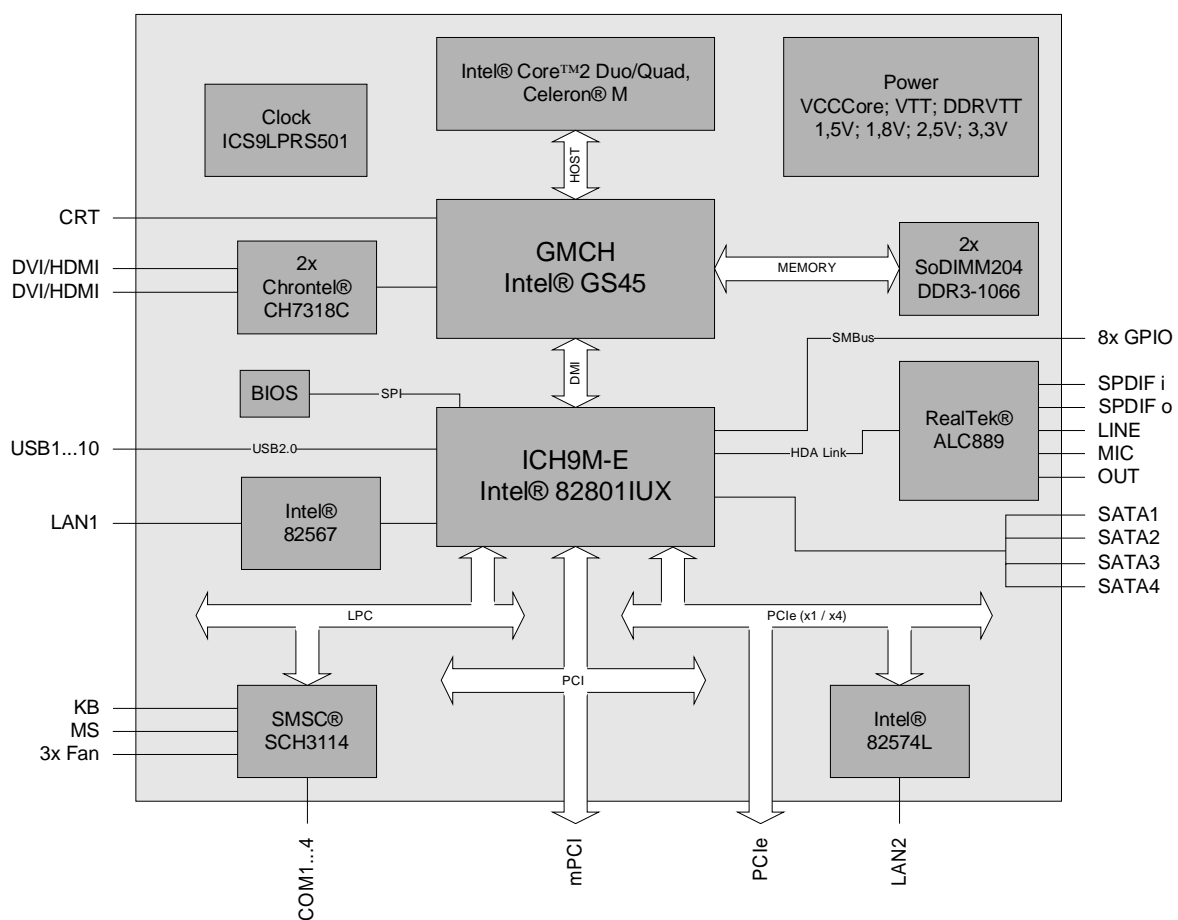 Intel® Core™2 Duo/Quad,
Celeron® M
Power
VCCCore; VTT; DDRVTT
1,5V; 1,8V; 2,5V; 3,3V
Clock
ICS9LPRS501
HOST
CRT
GMCH
Intel® GS45
DVI/HDMI
DVI/HDMI
2x
Chrontel®
CH7318C
MEMORY
2x
SoDIMM204
DDR3-1066
SMBus
8x GPIO
DMI
BIOS
SPI
SPDIF i
SPDIF o
LINE
MIC
OUT
RealTek®
ALC889
USB1...10
USB2.0
HDA Link
ICH9M-E
Intel® 82801IUX
LAN1
Intel®
82567
SATA1
SATA2
SATA3
SATA4
LPC
PCIe (x1 / x4)
PCI
KB
MS
3x Fan
SMSC®
SCH3114
Intel®
82574L
COM1...4
mPCI
PCIe
LAN2